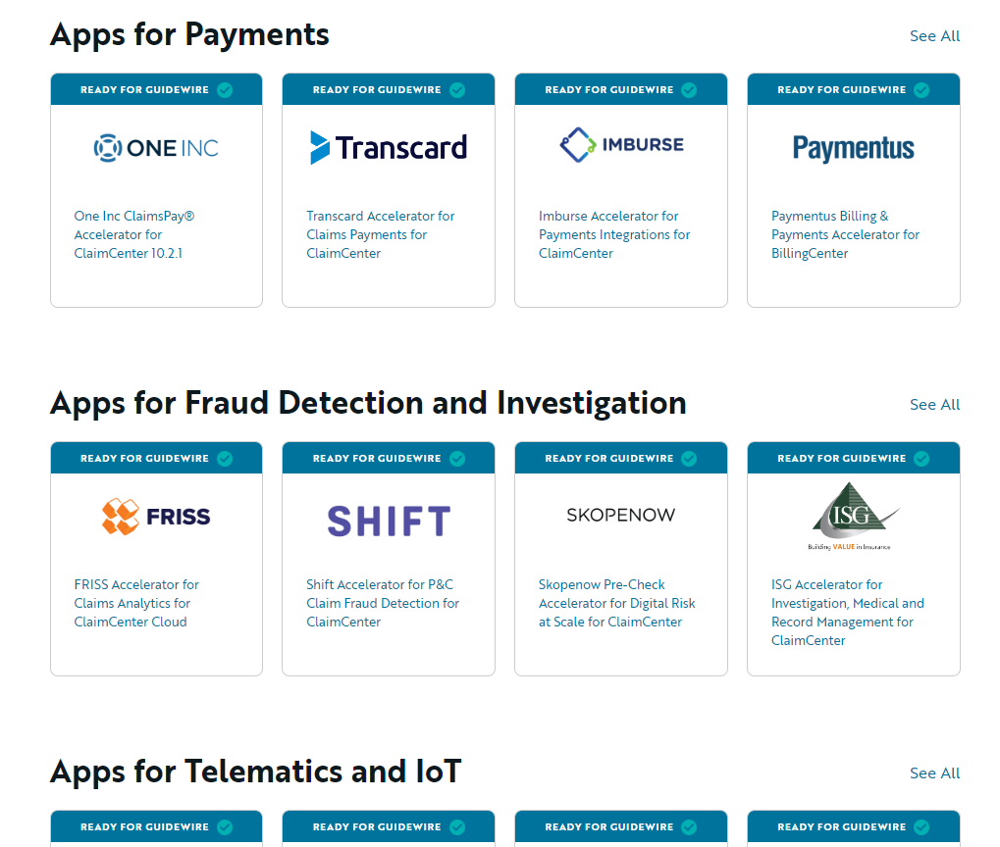 Apps for Payments
See All
READY FOR GUIDEWIRE
READY FOR GUIDEWIRE
READY FOR GUIDEWIRE
READY FOR GUIDEWIRE
ONE INC
Transcard
IMBURSE
Paymentus
One Inc ClaimsPay®
Accelerator for
ClaimCenter 10.2.1
Transcard Accelerator for
Claims Payments for
ClaimCenter
Imburse Accelerator for
Payments Integrations for
ClaimCenter
Paymentus Billing &
Payments Accelerator for
BillingCenter
Apps for Fraud Detection and Investigation
See All
READY FOR GUIDEWIRE
READY FOR GUIDEWIRE
READY FOR GUIDEWIRE
READY FOR GUIDEWIRE
FRISS
SHIFT
SKOPENOW
ISG
Building VALUE in Insurance
FRISS Accelerator for
Claims Analytics for
ClaimCenter Cloud
Shift Accelerator for P&C
Claim Fraud Detection for
ClaimCenter
Skopenow Pre-Check
Accelerator for Digital Risk
at Scale for ClaimCenter
ISG Accelerator for
Investigation, Medical and
Record Management for
ClaimCenter
Apps for Telematics and IoT
See All
READY FOR GUIDEWIRE
READY FOR GUIDEWIRE
READY FOR GUIDEWIRE
READY FOR GUIDEWIRE